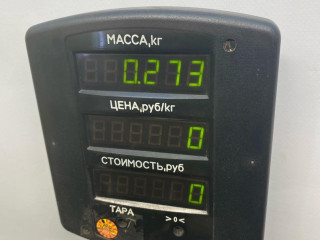 МАССА,кг
0.273
ЦЕНА,руб/кг
0
СТОИМОСТЬ,руб
0
ТАРА >0<